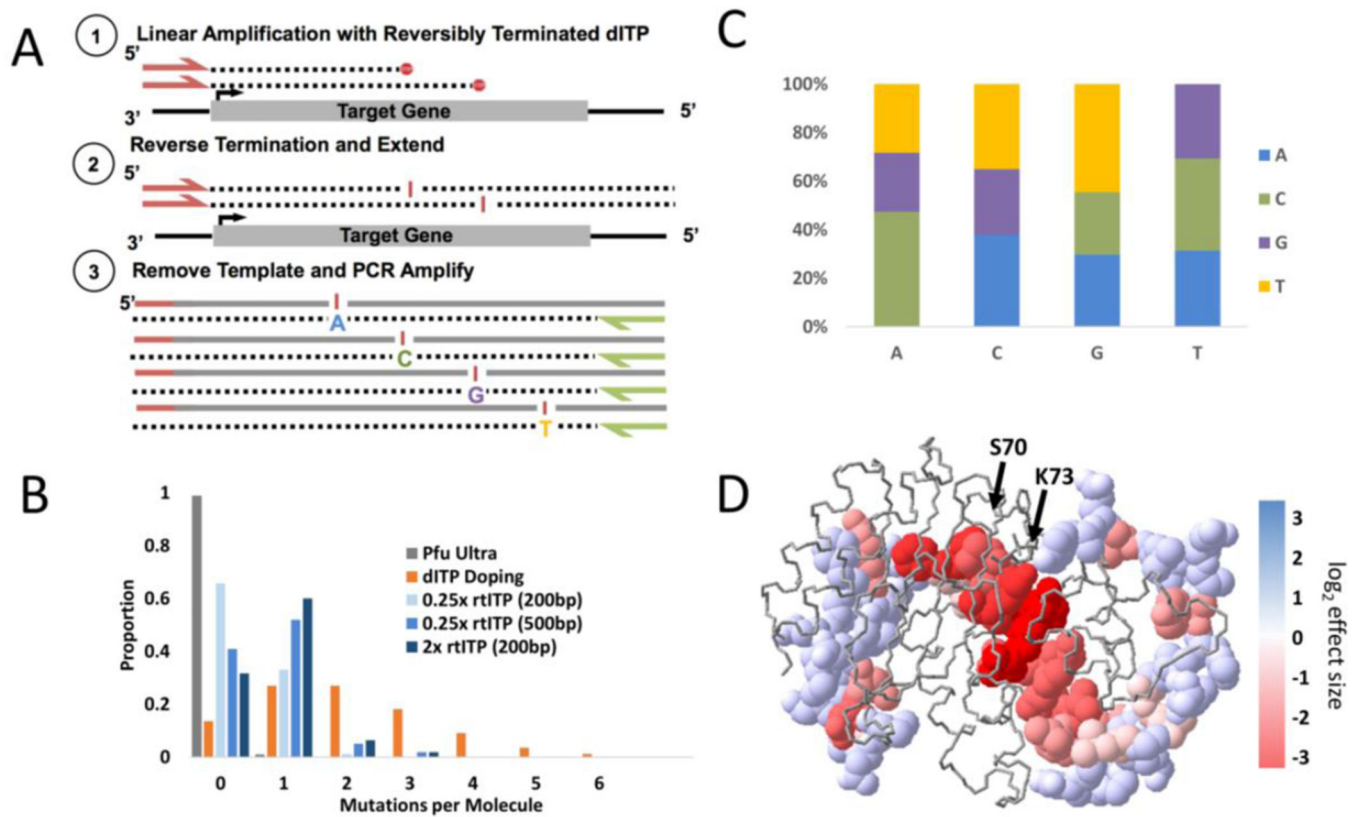 A
1 Linear Amplification with Reversibly Terminated dITP
5’
3’ Target Gene 5’
2 Reverse Termination and Extend
5’
3’ Target Gene 5’
3 Remove Template and PCR Amplify
5’ I
A
I
C
I
G
I
T
B
Proportion
1
0.8
0.6
0.4
0.2
0
Pfu Ultra
dITP Doping
0.25x rtITP (200bp)
0.25x rtITP (500bp)
2x rtITP (200bp)
0 1 2 3 4 5 6
Mutations per Molecule
C
100%
80%
60%
40%
20%
0%
A C G T
A
C
G
T
D
S70
K73
3
2
1
0
-1
-2
-3
log2 effect size